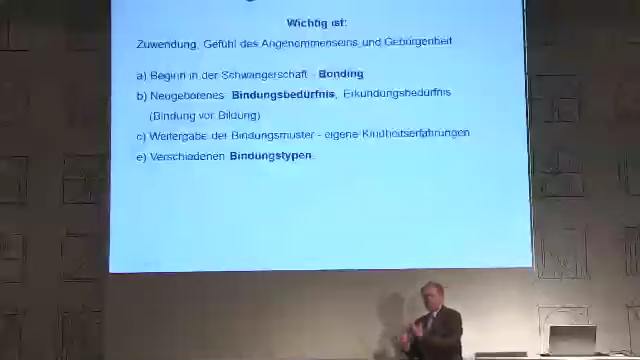 Wichtig ist:
Zuwendung, Gefühl des Angenommenseins und Geborgenheit
a) Beginn in der Schwangerschaft - Bonding
b) Neugeborenes Bindungsbedürfnis, Erkundungsbedürfnis
(Bindung vor Bildung)
c) Weitergabe der Bindungsmuster - eigene Kindheitserfahrungen
e) Verschiedenen Bindungstypen.